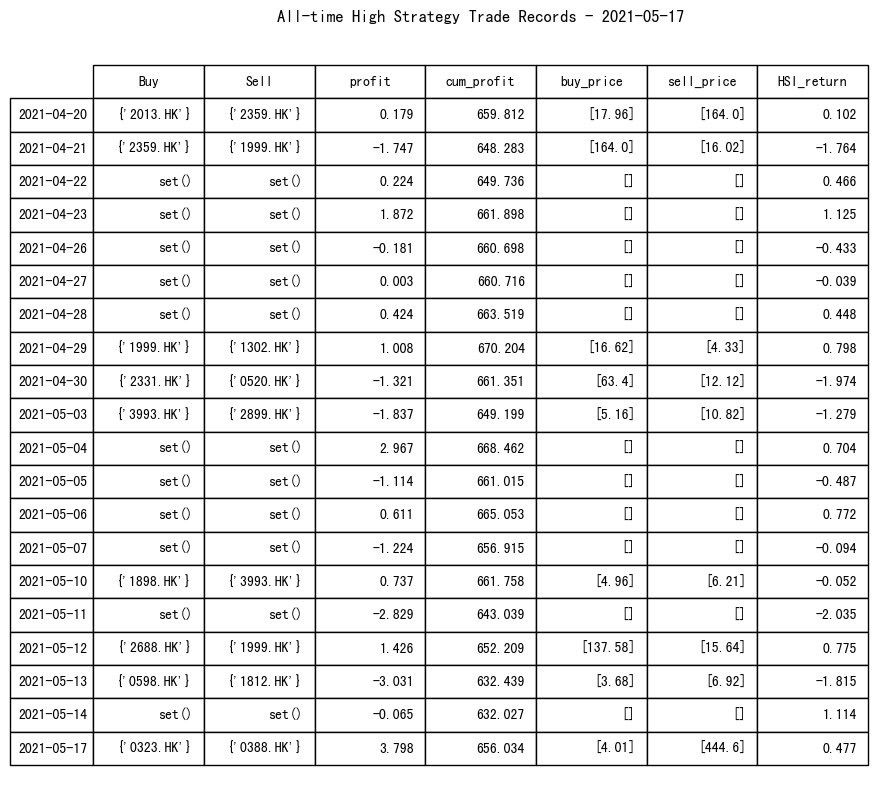 All-time High Strategy Trade Records - 2021-05-17
Buy Sell profit cum_profit buy_price sell_price HSI_return
2021-04-20 {'2013.HK'} {'2359.HK'} 0.179 659.812 [17.96] [164.0] 0.102
2021-04-21 {'2359.HK'} {'1999.HK'} -1.747 648.283 [164.0] [16.02] -1.764
2021-04-22 set() set() 0.224 649.736 [] [] 0.466
2021-04-23 set() set() 1.872 661.898 [] [] 1.125
2021-04-26 set() set() -0.181 660.698 [] [] -0.433
2021-04-27 set() set() 0.003 660.716 [] [] -0.039
2021-04-28 set() set() 0.424 663.519 [] [] 0.448
2021-04-29 {'1999.HK'} {'1302.HK'} 1.008 670.204 [16.62] [4.33] 0.798
2021-04-30 {'2331.HK'} {'0520.HK'} -1.321 661.351 [63.4] [12.12] -1.974
2021-05-03 {'3993.HK'} {'2899.HK'} -1.837 649.199 [5.16] [10.82] -1.279
2021-05-04 set() set() 2.967 668.462 [] [] 0.704
2021-05-05 set() set() -1.114 661.015 [] [] -0.487
2021-05-06 set() set() 0.611 665.053 [] [] 0.772
2021-05-07 set() set() -1.224 656.915 [] [] -0.094
2021-05-10 {'1898.HK'} {'3993.HK'} 0.737 661.758 [4.96] [6.21] -0.052
2021-05-11 set() set() -2.829 643.039 [] [] -2.035
2021-05-12 {'2688.HK'} {'1999.HK'} 1.426 652.209 [137.58] [15.64] 0.775
2021-05-13 {'0598.HK'} {'1812.HK'} -3.031 632.439 [3.68] [6.92] -1.815
2021-05-14 set() set() -0.065 632.027 [] [] 1.114
2021-05-17 {'0323.HK'} {'0388.HK'} 3.798 656.034 [4.01] [444.6] 0.477